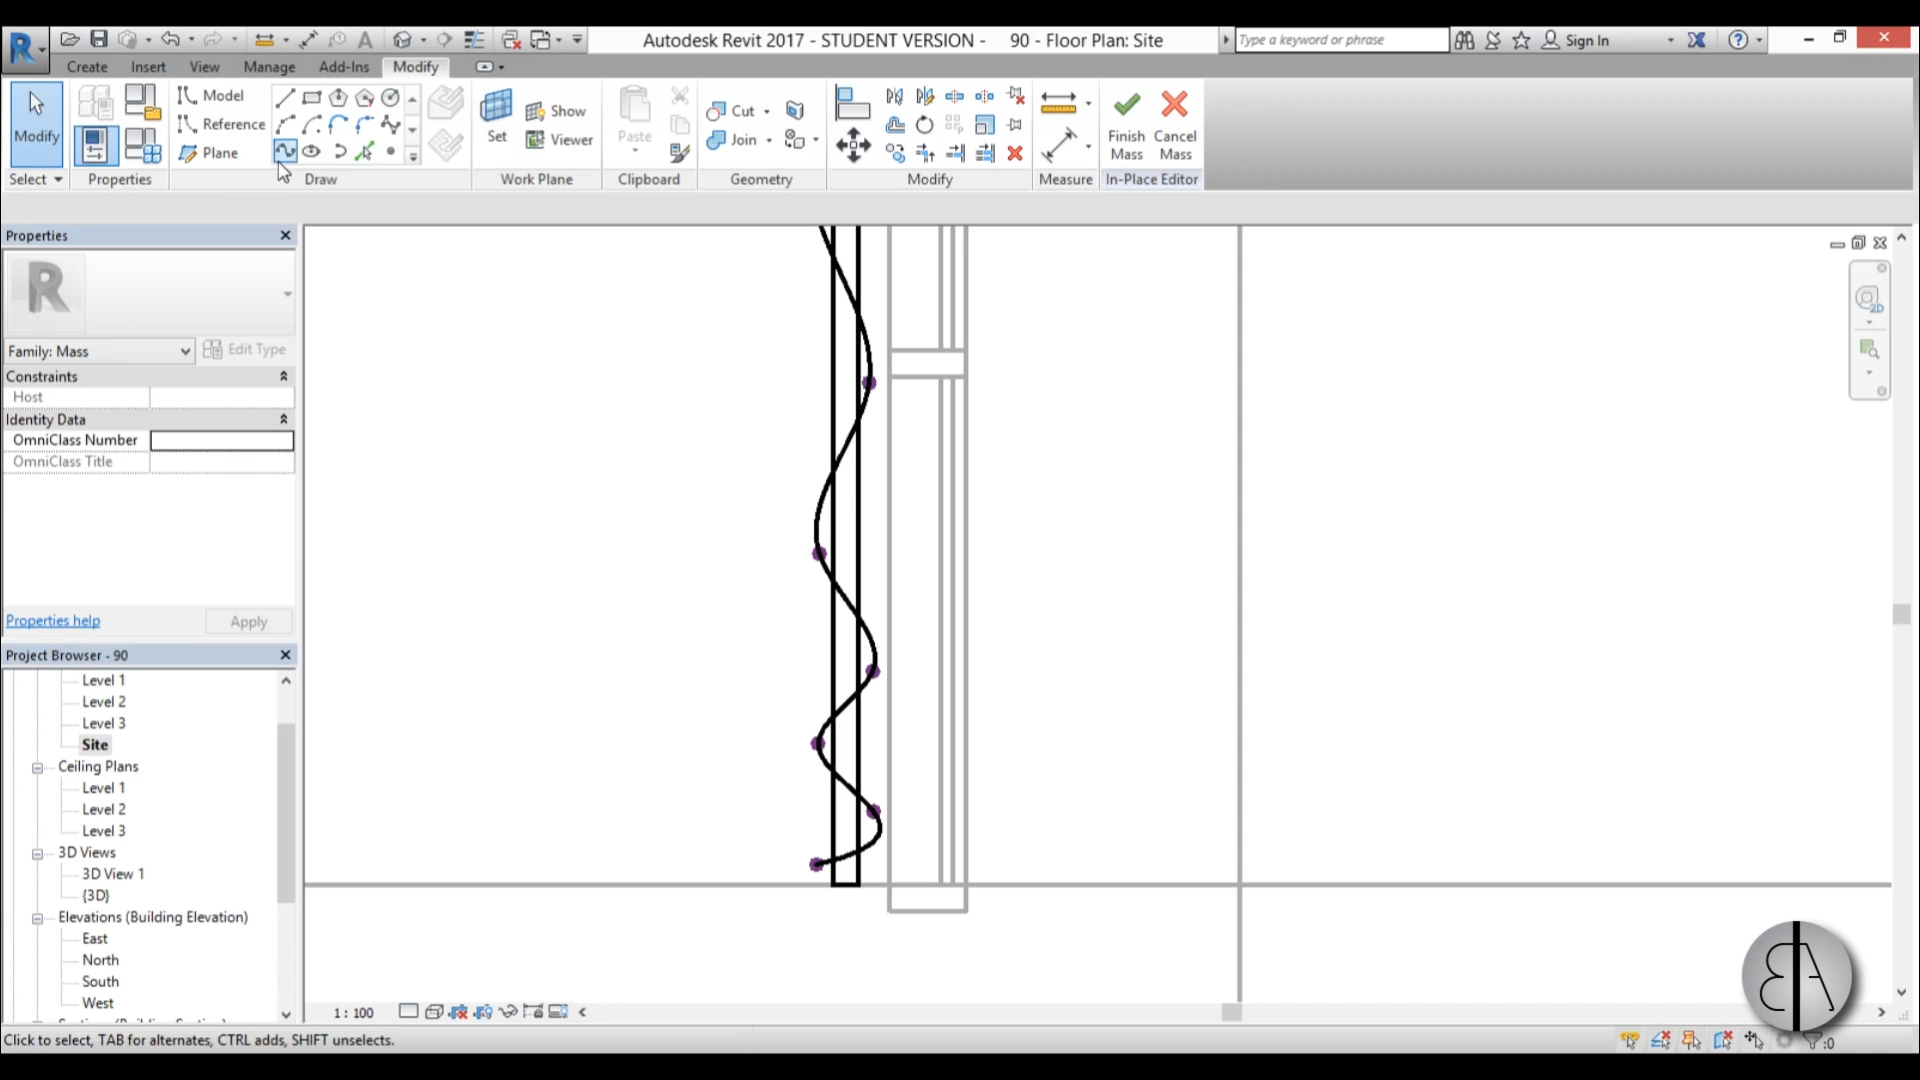 Autodesk Revit 2017 - STUDENT VERSION - 90 - Floor Plan: Site
Type a keyword or phrase
Sign In
Create Insert View Manage Add-Ins Modify
Modify
Model
Reference
Plane
Set
Show
Viewer
Paste
Cut
Join
Finish Mass
Cancel Mass
Select Properties Draw Work Plane Clipboard Geometry Modify Measure In-Place Editor
Properties
R
Family: Mass Edit Type
Constraints
Host
Identity Data
OmniClass Number
OmniClass Title
Properties help Apply
Project Browser - 90
Level 1
Level 2
Level 3
Site
Ceiling Plans
Level 1
Level 2
Level 3
3D Views
3D View 1
{3D}
Elevations (Building Elevation)
East
North
South
West
2D
1 : 100
Click to select, TAB for alternates, CTRL adds, SHIFT unselects.
:0